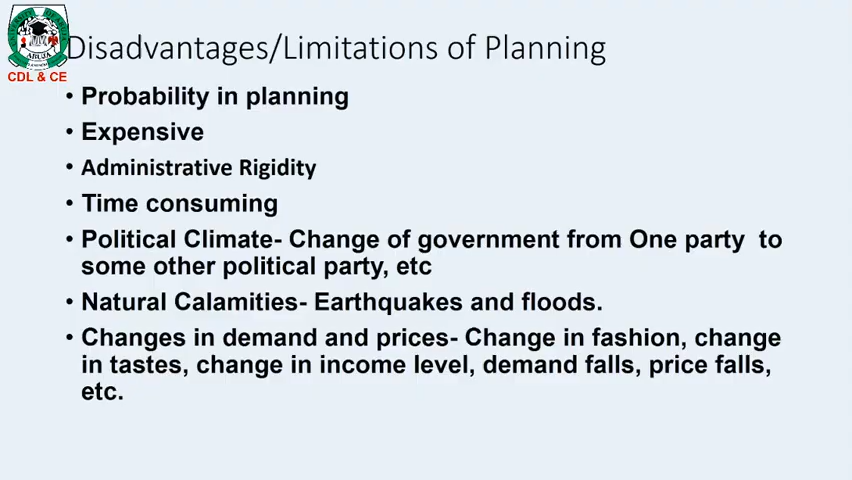 Disadvantages/Limitations of Planning
ABUJA
CDL & CE
• Probability in planning
• Expensive
• Administrative Rigidity
• Time consuming
• Political Climate- Change of government from One party to
some other political party, etc
• Natural Calamities- Earthquakes and floods.
• Changes in demand and prices- Change in fashion, change
in tastes, change in income level, demand falls, price falls,
etc.